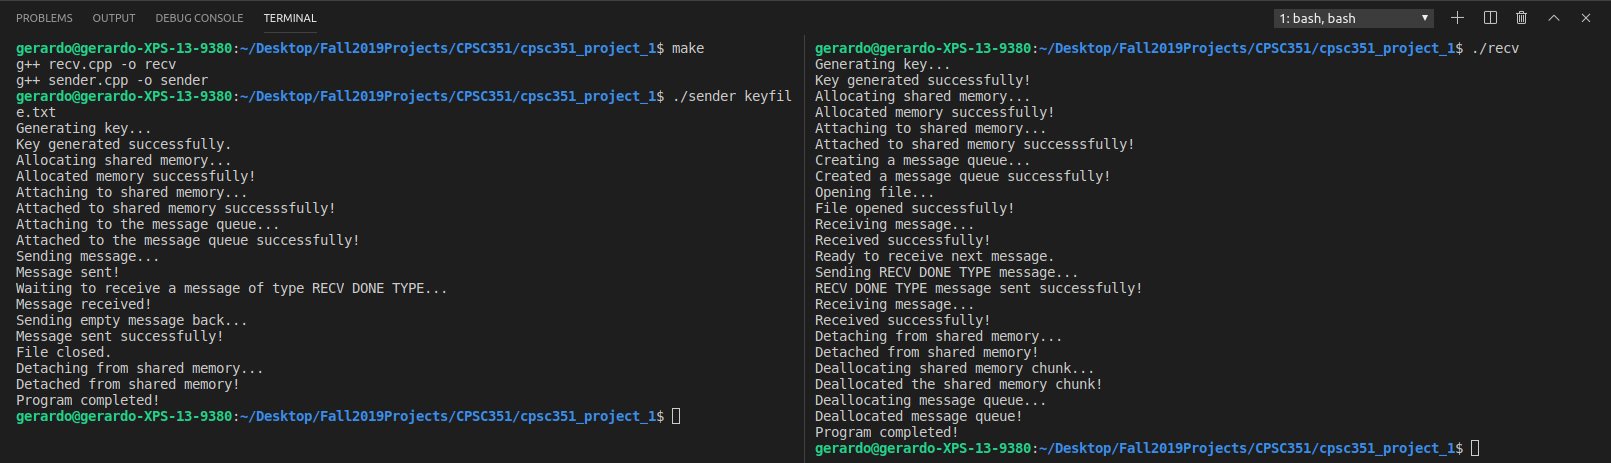 PROBLEMS OUTPUT DEBUG CONSOLE TERMINAL 1: bash, bash
gerardo@gerardo-XPS-13-9380:~/Desktop/Fall2019Projects/CPSC351/cpsc351_project_1$ make
g++ recv.cpp -o recv
g++ sender.cpp -o sender
gerardo@gerardo-XPS-13-9380:~/Desktop/Fall2019Projects/CPSC351/cpsc351_project_1$ ./sender keyfil
e.txt
Generating key...
Key generated successfully.
Allocating shared memory...
Allocated memory successfully!
Attaching to shared memory...
Attached to shared memory successsfully!
Attaching to the message queue...
Attached to the message queue successfully!
Sending message...
Message sent!
Waiting to receive a message of type RECV DONE TYPE...
Message received!
Sending empty message back...
Message sent successfully!
File closed.
Detaching from shared memory...
Detached from shared memory!
Program completed!
gerardo@gerardo-XPS-13-9380:~/Desktop/Fall2019Projects/CPSC351/cpsc351_project_1$
gerardo@gerardo-XPS-13-9380:~/Desktop/Fall2019Projects/CPSC351/cpsc351_project_1$ ./recv
Generating key...
Key generated successfully!
Allocating shared memory...
Allocated memory successfully!
Attaching to shared memory...
Attached to shared memory successsfully!
Creating a message queue...
Created a message queue successfully!
Opening file...
File opened successfully!
Receiving message...
Received successfully!
Ready to receive next message.
Sending RECV DONE TYPE message...
RECV DONE TYPE message sent successfully!
Receiving message...
Received successfully!
Detaching from shared memory...
Detached from shared memory!
Deallocating shared memory chunk...
Deallocated the shared memory chunk!
Deallocating message queue...
Deallocated message queue!
Program completed!
gerardo@gerardo-XPS-13-9380:~/Desktop/Fall2019Projects/CPSC351/cpsc351_project_1$